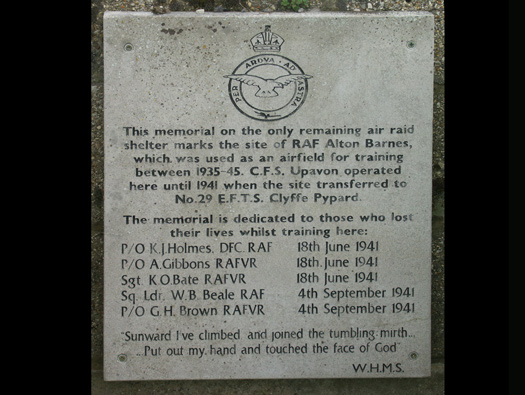 PER ARDVA AD ASTRA
This memorial on the only remaining air raid
shelter marks the site of RAF Alton Barnes,
which was used as an airfield for training
between 1935-45. C.F.S. Upavon operated
here until 1941 when the site transferred to
No.29 E.F.T.S. Clyffe Pypard.
The memorial is dedicated to those who lost
their lives whilst training here:
P/O K.J.Holmes, DFC RAF 18th June 1941
P/O A.Gibbons RAFVR 18th June 1941
Sgt. K.O.Bate RAFVR 18th June 1941
Sq. Ldr. W.B. Beale RAF 4th September 1941
P/O G.H. Brown RAFVR 4th September 1941
"Sunward I've climbed and joined the tumbling mirth...
Put out my hand and touched the face of God"
W.H.M.S.